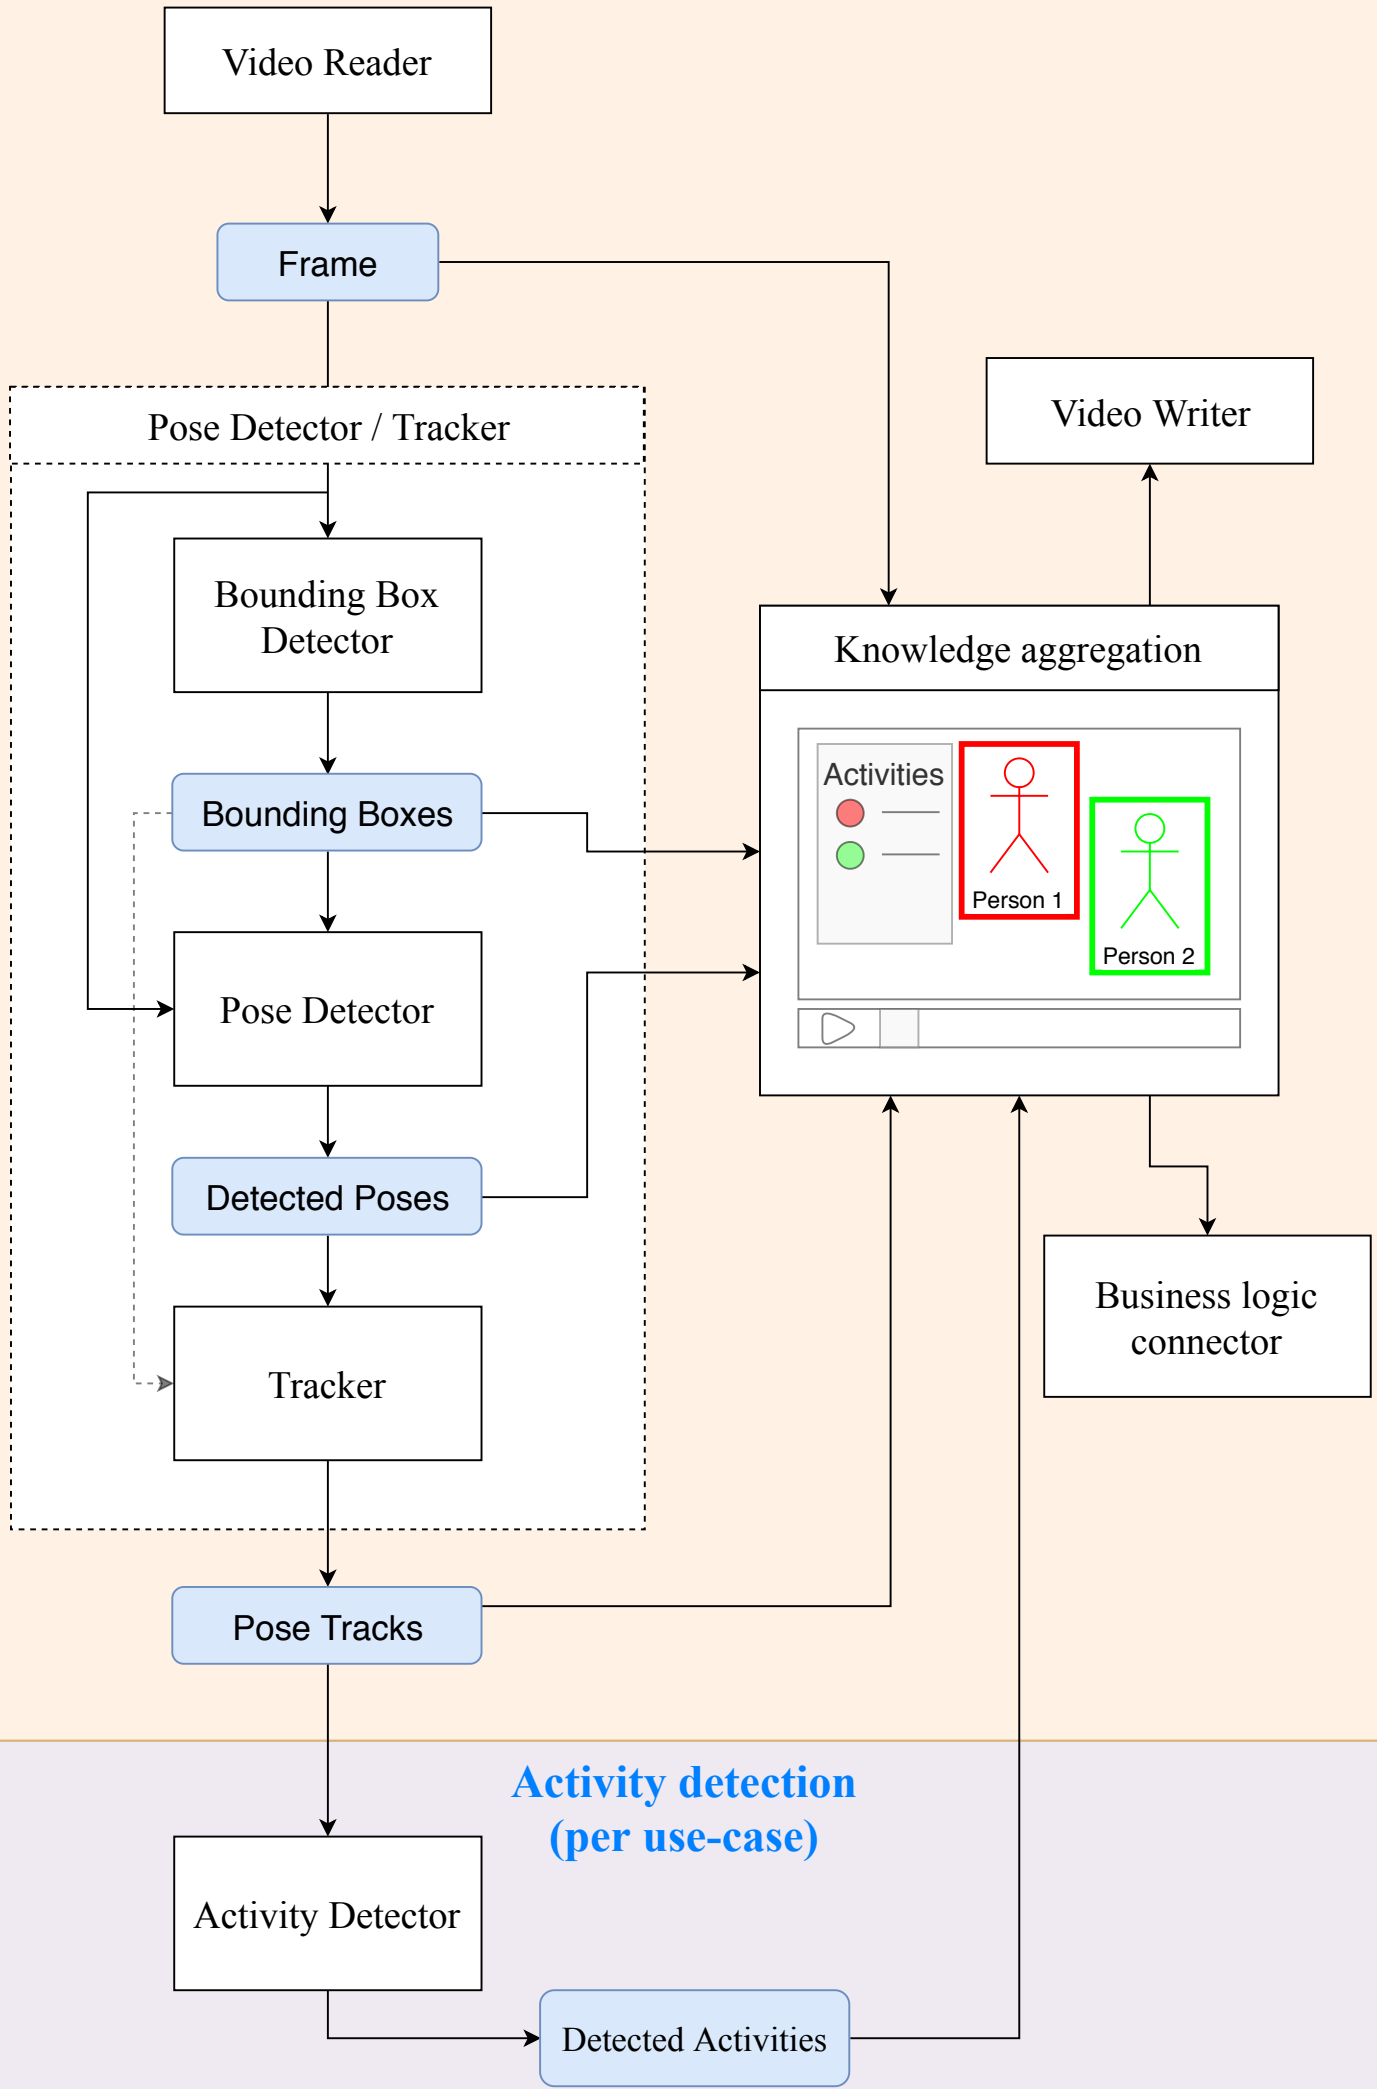 Video Reader
Frame
Pose Detector / Tracker
Video Writer
Bounding Box
Detector
Knowledge aggregation
Activities
Bounding Boxes
Person 1
Person 2
Pose Detector
Detected Poses
Business logic
connector
Tracker
Pose Tracks
Activity detection
(per use-case)
Activity Detector
Detected Activities